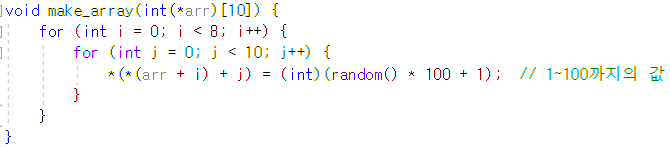 void make_array(int(*arr)[10]) {
    for (int i = 0; i < 8; i++) {
        for (int j = 0; j < 10; j++) {
            *(*(arr + i) + j) = (int)(random() * 100 + 1);  // 1~100까지의 값
        }
    }
}